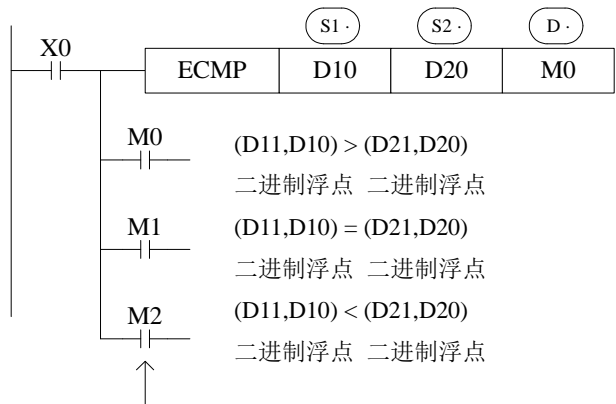 S1· S2· D·
X0
ECMP D10 D20 M0
M0 (D11,D10) > (D21,D20)
二进制浮点 二进制浮点
M1 (D11,D10) = (D21,D20)
二进制浮点 二进制浮点
M2 (D11,D10) < (D21,D20)
二进制浮点 二进制浮点